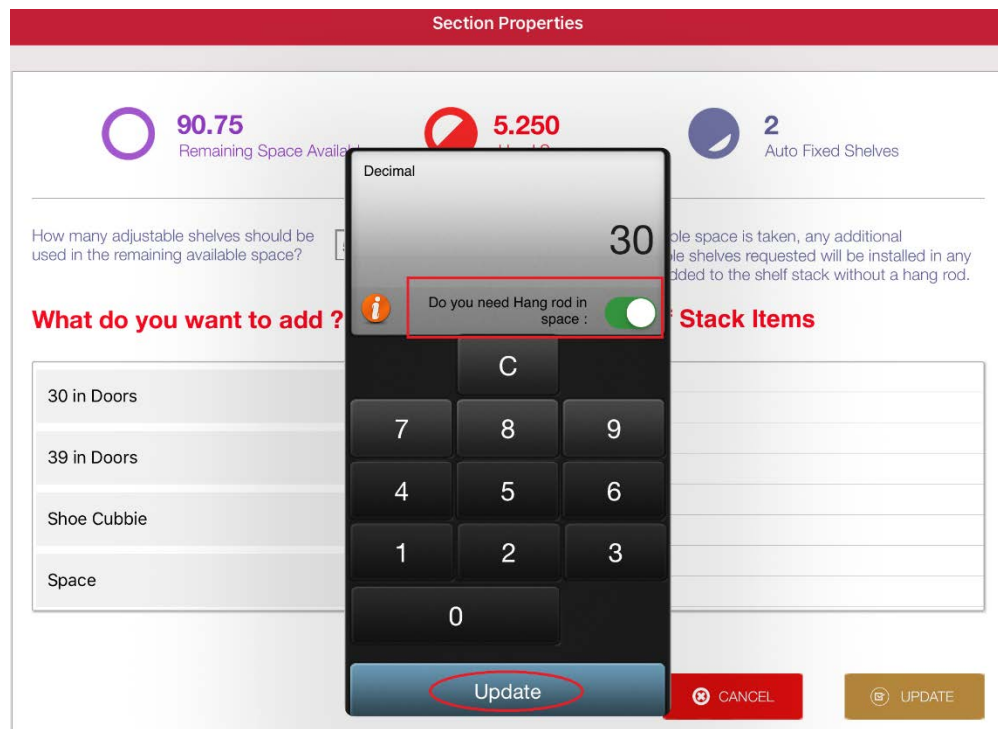 Section Properties
90.75
Remaining Space
5.250
2
Auto Fixed Shelves
Decimal
30
How many adjustable shelves should be
used in the remaining available space?
space is taken, any additional
shelves requested will be installed in any
to the shelf stack without a hang rod.
Do you need Hang rod in
space :
What do you want to add ?
Stack Items
C
30 in Doors
7 8 9
39 in Doors
4 5 6
Shoe Cubbie
1 2 3
Space
0
Update
CANCEL
UPDATE